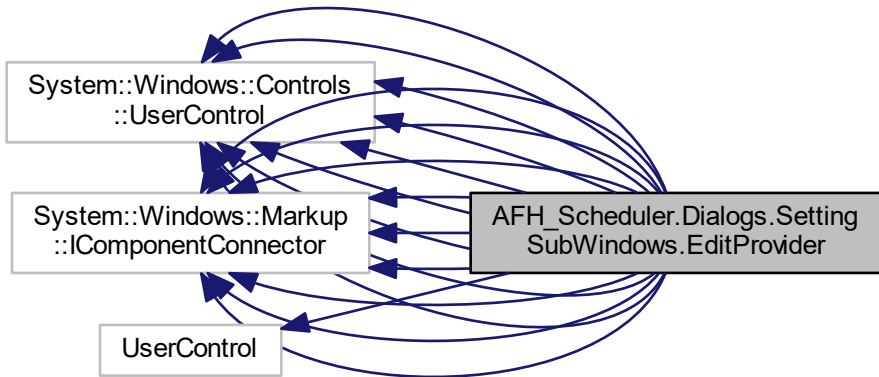 System::Windows::Controls
::UserControl
System::Windows::Markup
::IComponentConnector
AFH_Scheduler.Dialogs.Setting
SubWindows.EditProvider
UserControl